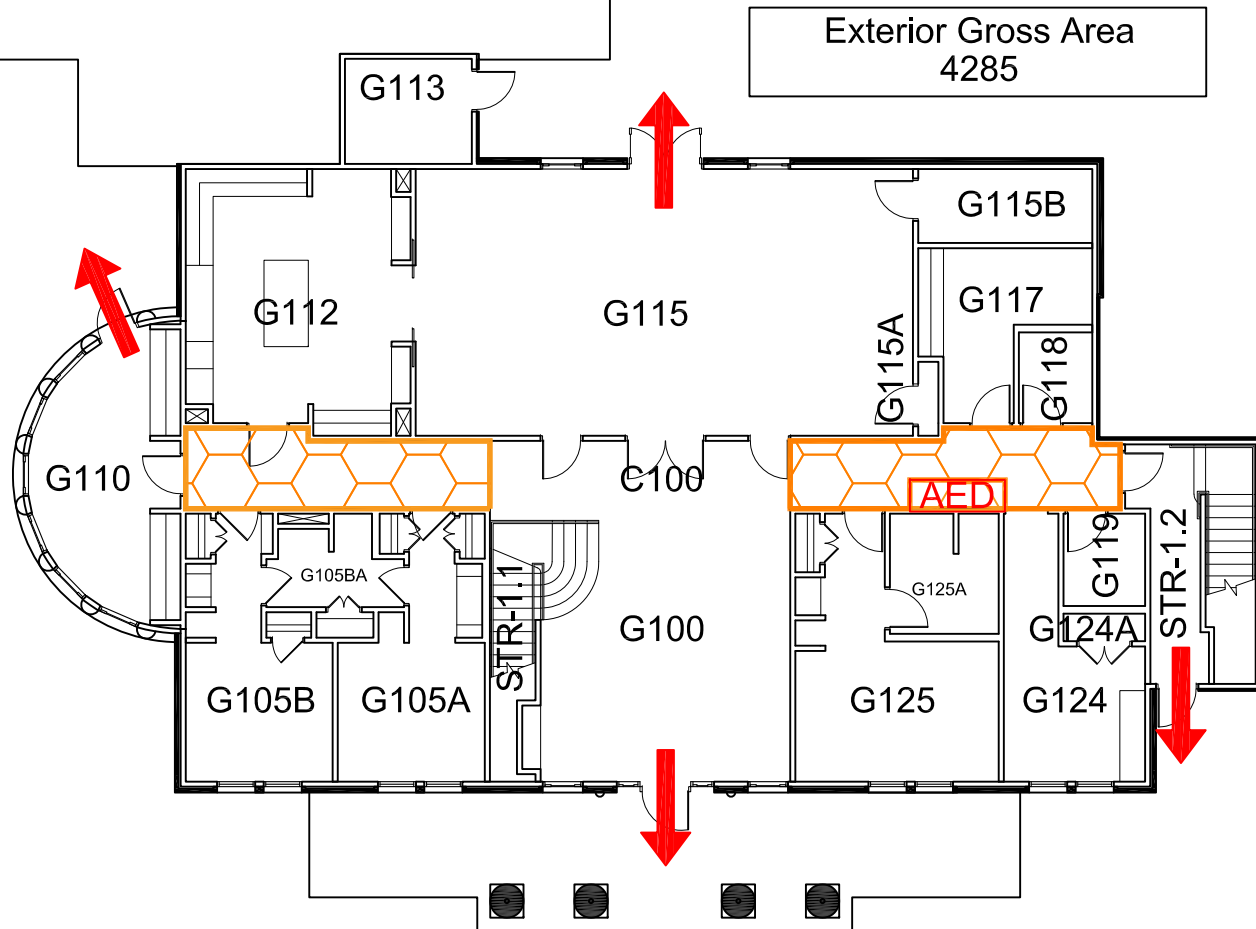 Exterior Gross Area
4285
G113
G115B
G112
G115
G117
G115A
G118
G110
C100
AED
G105BA
STR-1.1
G125A
G119
STR-1.2
G100
G124A
G105B
G105A
G125
G124